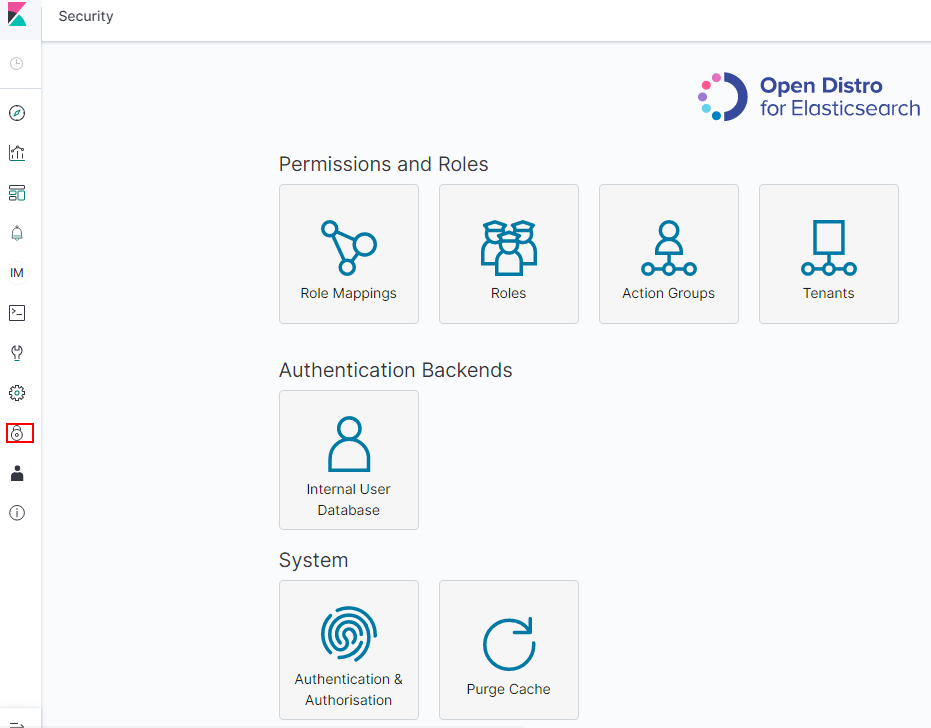 Security
Open Distro
for Elasticsearch
Permissions and Roles
Role Mappings
Roles
Action Groups
Tenants
IM
Authentication Backends
Internal User
Database
System
Authentication &
Authorisation
Purge Cache